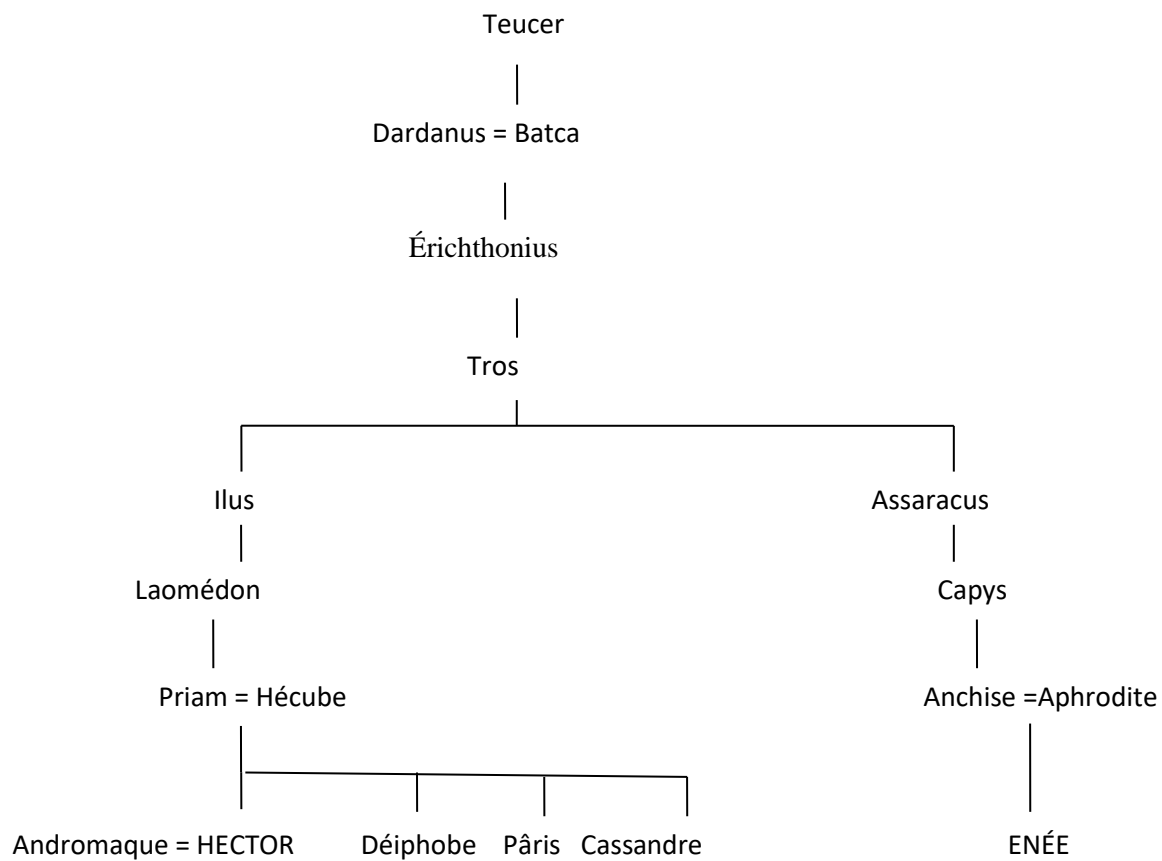 Teucer
Dardanus = Batca
Érichthonius
Tros
Ilus Assaracus
Laomédon Capys
Priam = Hécube Anchise =Aphrodite
Andromaque = HECTOR Déiphobe Pâris Cassandre ENÉE